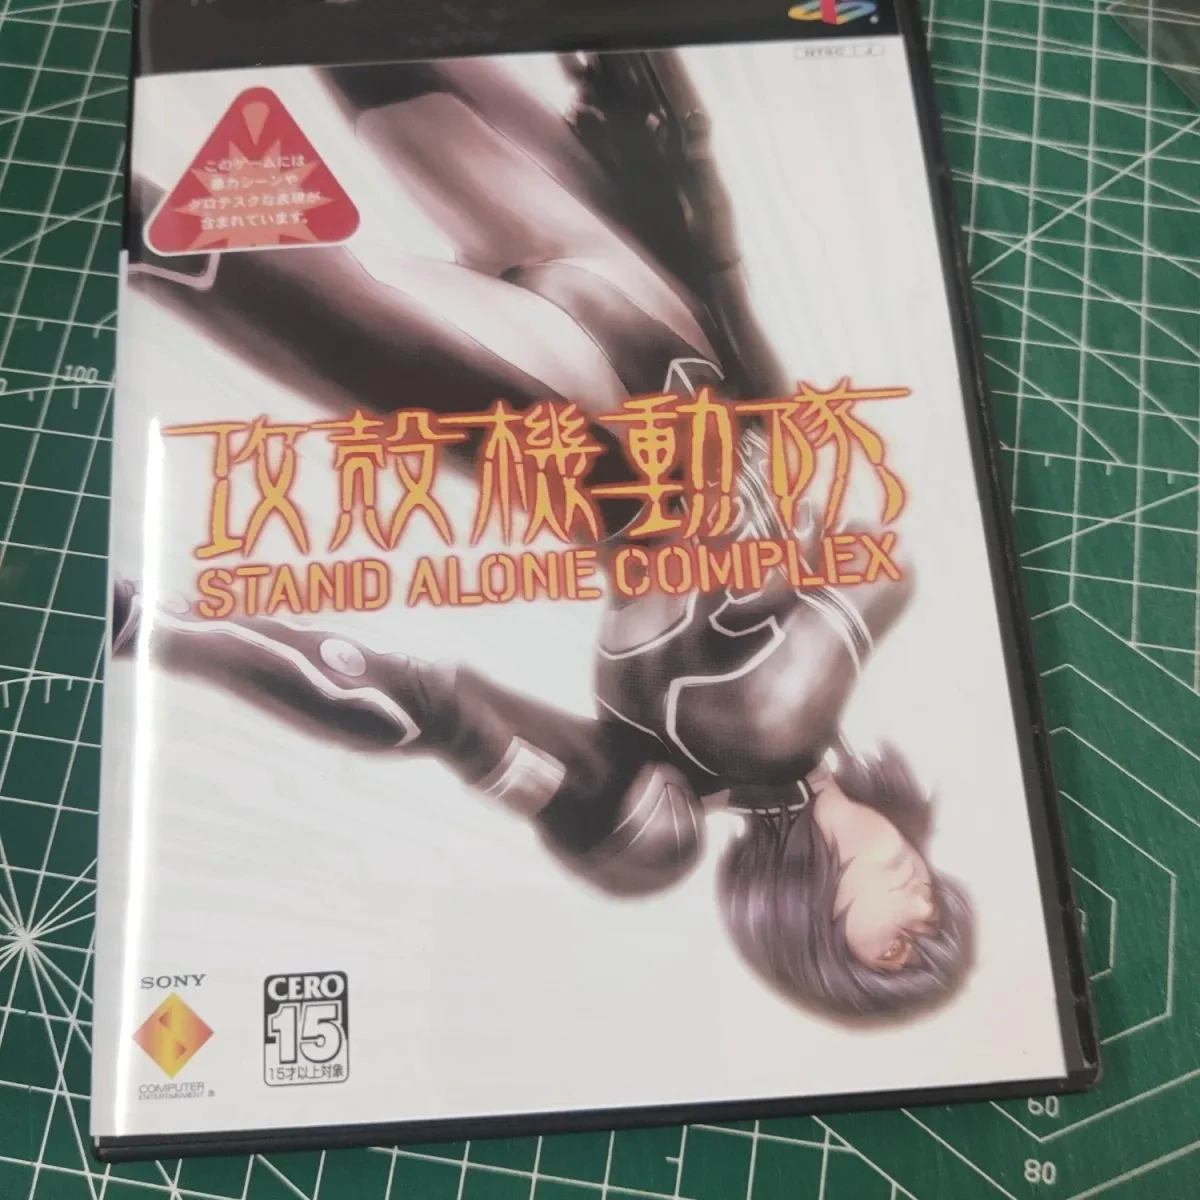 NTSC J
このゲームには
暴力シーンや
グロテスクな表現が
含まれています。
攻殻機動隊
STAND ALONE COMPLEX
SONY
COMPUTER
ENTERTAINMENT ®
CERO
15
15才以上対象
100
60
80